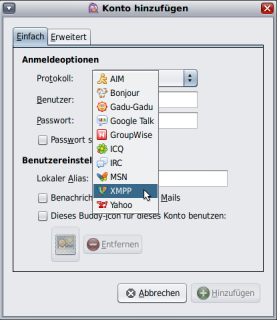 Konto hinzufügen
Einfach Erweitert
Anmeldeoptionen
Protokoll:
AIM
Bonjour
Gadu-Gadu
Google Talk
GroupWise
ICQ
IRC
MSN
XMPP
Yahoo
Benutzer:
Passwort:
Passwort s
Benutzereinstel
Lokaler Alias:
Benachric Mails
Dieses Buddy-Icon für dieses Konto benutzen:
Entfernen
Abbrechen Hinzufügen